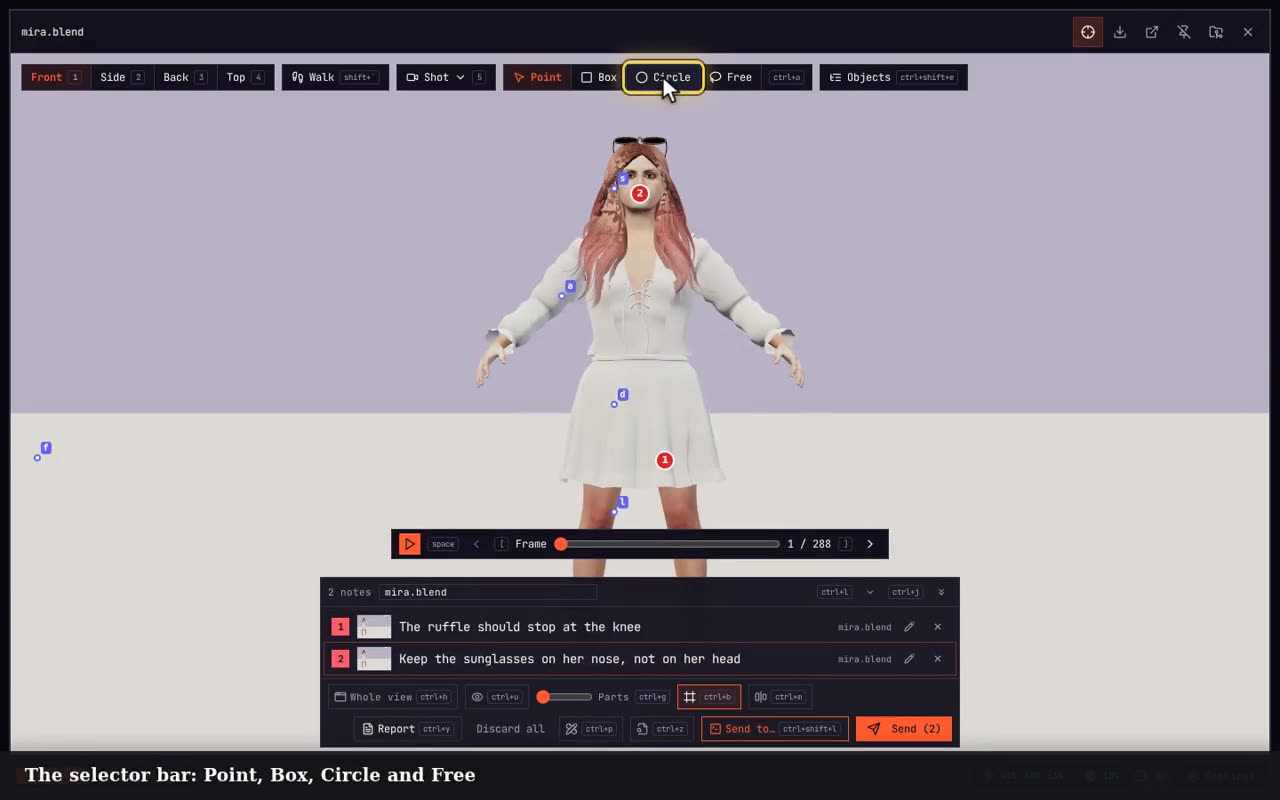 mira.blend
Front 1 Side 2 Back 3 Top 4 Walk shift+` Shot 5 Point Box Circle Free ctrl+a Objects ctrl+shift+e
s
2
a
d
f
1
l
space [ Frame 1 / 288 ]
2 notes mira.blend ctrl+l ctrl+j
1 The ruffle should stop at the knee mira.blend
2 Keep the sunglasses on her nose, not on her head mira.blend
Whole view ctrl+h ctrl+u Parts ctrl+g ctrl+b ctrl+m
Report ctrl+y Discard all ctrl+p ctrl+z Send to… ctrl+shift+l Send (2)
The selector bar: Point, Box, Circle and Free